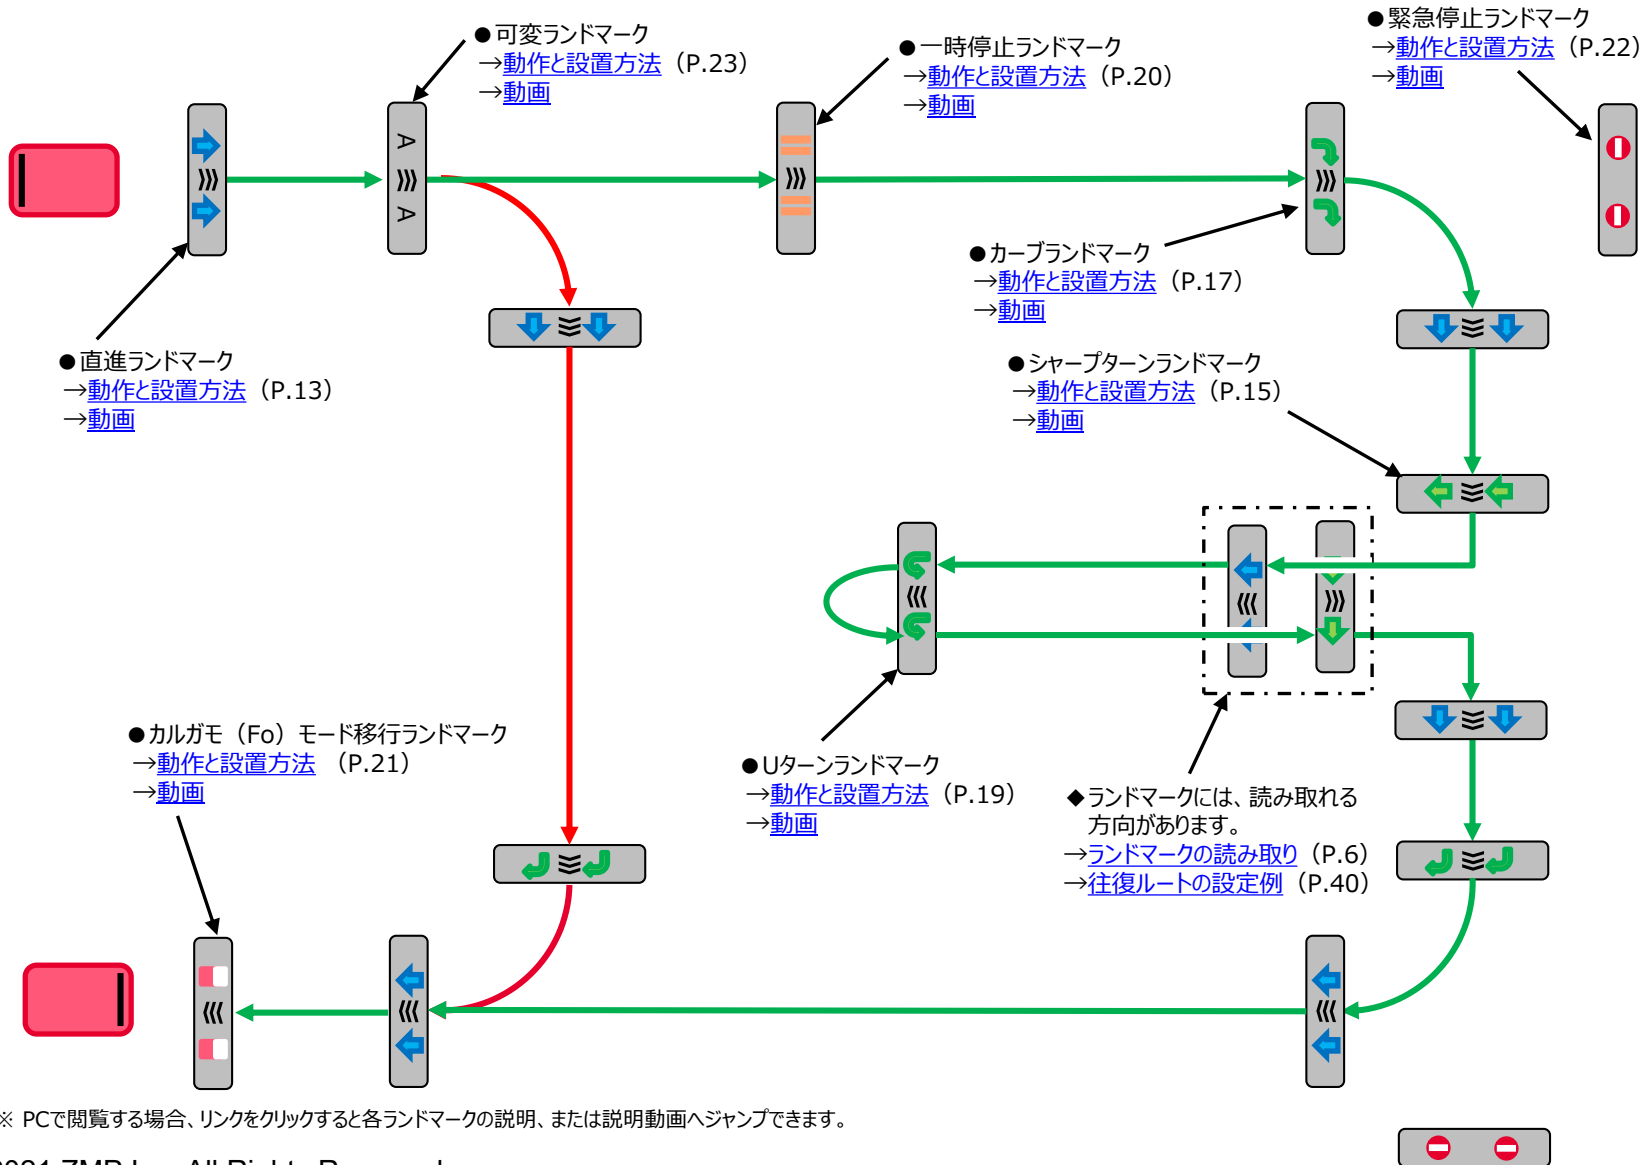 ●可変ランドマーク
→動作と設置方法（P.23）
→動画
●一時停止ランドマーク
→動作と設置方法（P.20）
→動画
●緊急停止ランドマーク
→動作と設置方法（P.22）
→動画
A
A
●カーブランドマーク
→動作と設置方法（P.17）
→動画
●直進ランドマーク
→動作と設置方法（P.13）
→動画
●シャープターンランドマーク
→動作と設置方法（P.15）
→動画
●カルガモ（Fo）モード移行ランドマーク
→動作と設置方法 （P.21）
→動画
●Uターンランドマーク
→動作と設置方法（P.19）
→動画
◆ランドマークには、読み取れる
方向があります。
→ランドマークの読み取り（P.6）
→往復ルートの設定例（P.40）
※ PCで閲覧する場合、リンクをクリックすると各ランドマークの説明、または説明動画へジャンプできます。